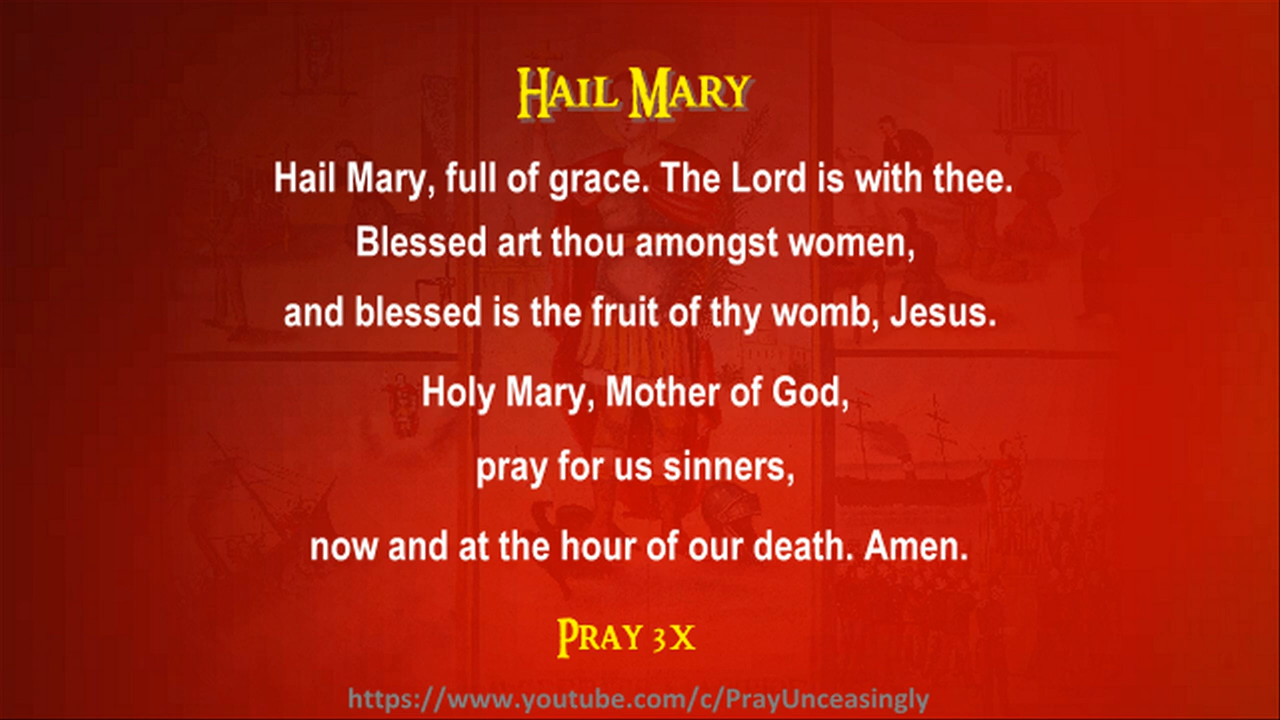 Hail Mary
Hail Mary, full of grace. The Lord is with thee.
Blessed art thou amongst women,
and blessed is the fruit of thy womb, Jesus.
Holy Mary, Mother of God,
pray for us sinners,
now and at the hour of our death. Amen.
Pray 3x
https://www.youtube.com/c/PrayUnceasingly